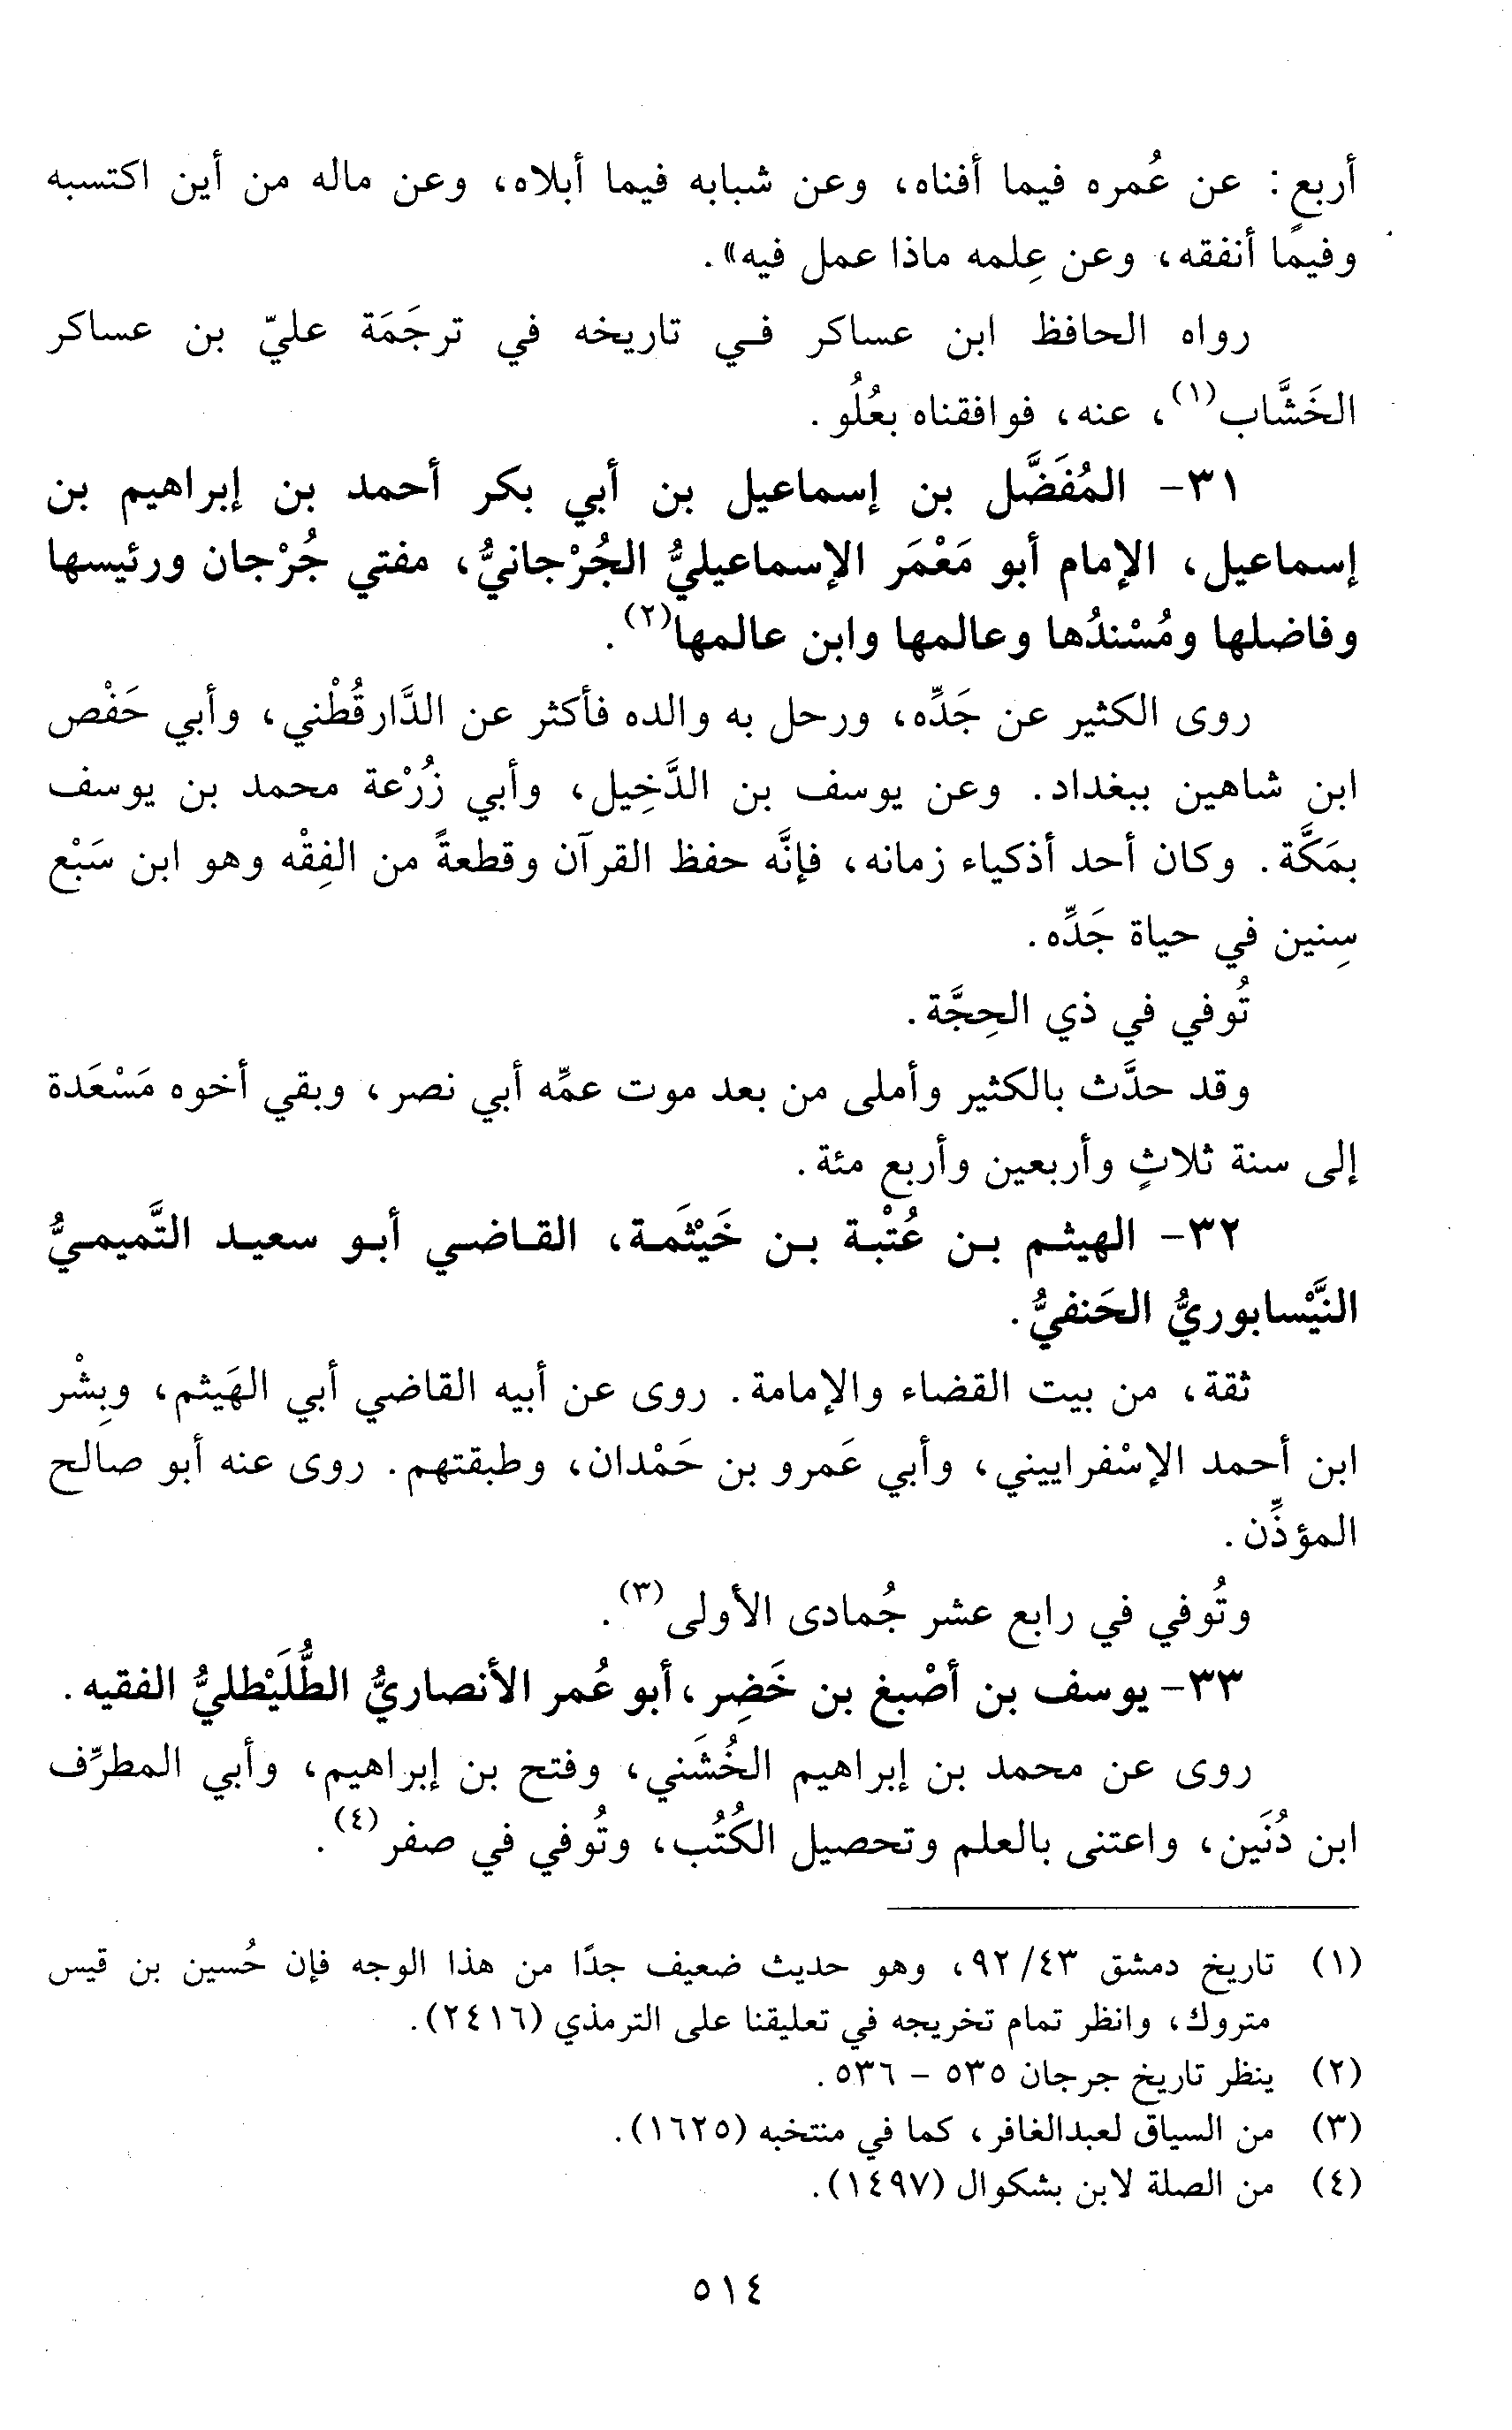 أربعٍ: عن عُمره فيما أفناه، وعن شبابه فيما أبلاه، وعن ماله من أين اكتسبه
وفيما أنفقه، وعن عِلمه ماذا عمل فيه».
رواه الحافظ ابن عساكر في تاريخه في ترجَمَة عليّ بن عساكر
الخَشَّاب(١)، عنه، فوافقناه بعُلُو.
٣١- المُفَضَّل بن إسماعيل بن أبي بكر أحمد بن إبراهيم بن
إسماعيل، الإمام أبو مَعْمَر الإسماعيليُّ الجُرْجانيُّ، مفتي جُرْجان ورئيسها
وفاضلها ومُسْندُها وعالمها وابن عالمها(٢).
روى الكثير عن جَدِّه، ورحل به والده فأكثر عن الدَّارقُطْني، وأبي حَفْص
ابن شاهين ببغداد. وعن يوسف بن الدَّخِيل، وأبي زُرْعة محمد بن يوسف
بمَكَّة. وكان أحد أذكياء زمانه، فإنَّه حفظ القرآن وقطعةً من الفِقْه وهو ابن سَبْع
سِنين في حياة جَدِّه.
تُوفي في ذي الحِجَّة.
وقد حدَّث بالكثير وأملى من بعد موت عمِّه أبي نصر، وبقي أخوه مَسْعَدة
إلى سنة ثلاثٍ وأربعين وأربع مئة.
٣٢- الهيثم بن عُتْبة بن خَيْثَمة، القاضي أبو سعيد التَّميميُّ
النَّيْسابوريُّ الحَنفيُّ.
ثقة، من بيت القضاء والإمامة. روى عن أبيه القاضي أبي الهَيثم، وبِشْر
ابن أحمد الإسْفراييني، وأبي عَمرو بن حَمْدان، وطبقتهم. روى عنه أبو صالح
المؤذِّن.
وتُوفي في رابع عشر جُمادى الأولى(٣).
٣٣- يوسف بن أصْبغ بن خَضِر، أبو عُمر الأنصاريُّ الطُّلَيْطليُّ الفقيه.
روى عن محمد بن إبراهيم الخُشَني، وفتح بن إبراهيم، وأبي المطرِّف
ابن دُنَين، واعتنى بالعلم وتحصيل الكُتُب، وتُوفي في صفر(٤).
(١) تاريخ دمشق ٤٣/ ٩٢، وهو حديث ضعيف جدًا من هذا الوجه فإن حُسين بن قيس
متروك، وانظر تمام تخريجه في تعليقنا على الترمذي (٢٤١٦).
(٢) ينظر تاريخ جرجان ٥٣٥ - ٥٣٦.
(٣) من السياق لعبدالغافر، كما في منتخبه (١٦٢٥).
(٤) من الصلة لابن بشكوال (١٤٩٧).
٥١٤